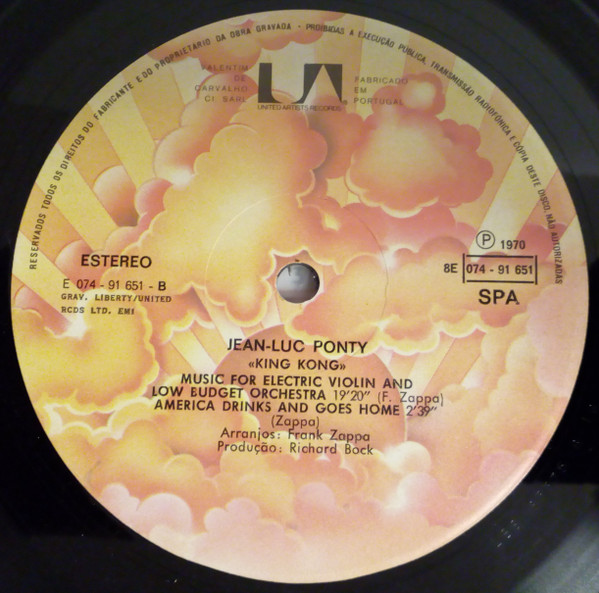 RESERVADOS TODOS OS DIREITOS DO FABRICANTE E DO PROPRIETÁRIO DA OBRA GRAVADA - PROIBIDAS A EXECUÇÃO PÚBLICA, TRANSMISSÃO RADIOFÓNICA E CÓPIA DESTE DISCO, NÃO AUTORIZADAS
VALENTIM
DE
CARVALHO
CI. SARL
UA
UNITED ARTISTS RECORDS
FABRICADO
EM
PORTUGAL
ESTEREO
E 074 - 91 651 - B
GRAV. LIBERTY/UNITED
RCDS LTD. EMI
Ⓟ 1970
8E 074 - 91 651
SPA
JEAN-LUC PONTY
«KING KONG»
MUSIC FOR ELECTRIC VIOLIN AND
LOW BUDGET ORCHESTRA 19'20" (F. Zappa)
AMERICA DRINKS AND GOES HOME 2'39"
(Zappa)
Arranjos: Frank Zappa
Produção: Richard Bock